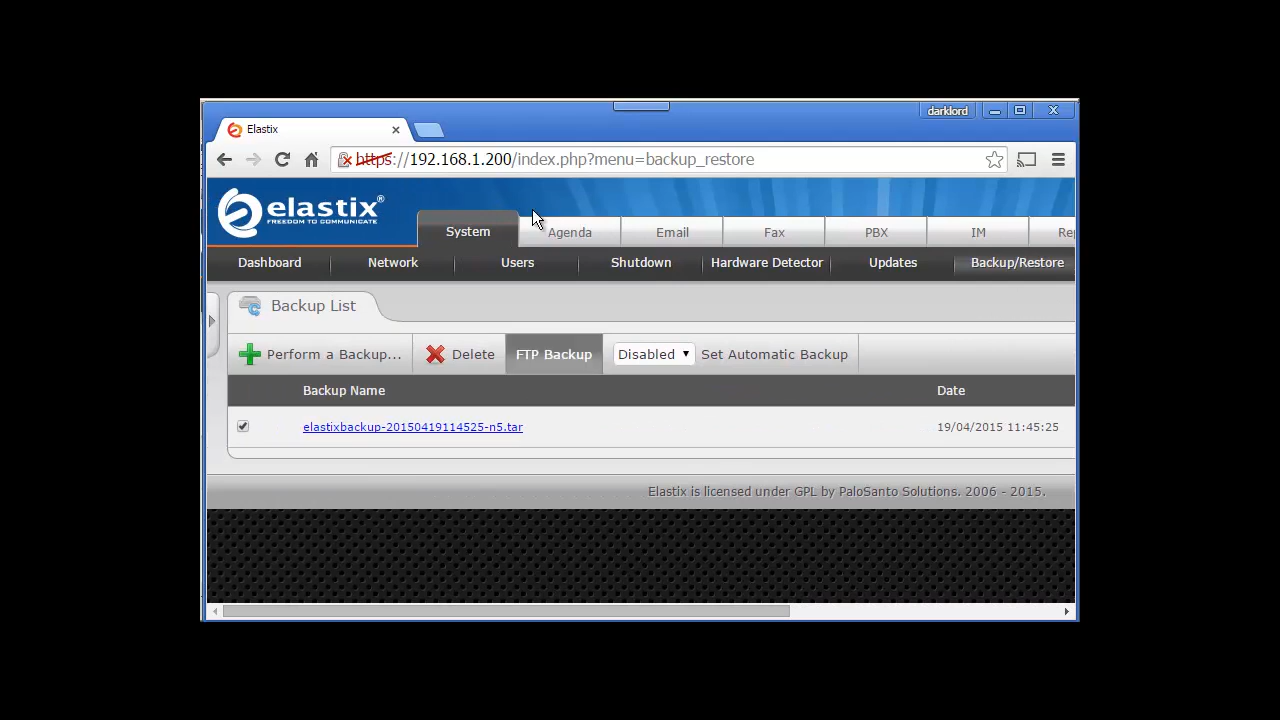 darklord
Elastix
https://192.168.1.200/index.php?menu=backup_restore
elastix®
FREEDOM TO COMMUNICATE
System Agenda Email Fax PBX IM
Dashboard Network Users Shutdown Hardware Detector Updates Backup/Restore
Backup List
Perform a Backup... Delete FTP Backup Disabled Set Automatic Backup
Backup Name Date
elastixbackup-20150419114525-n5.tar 19/04/2015 11:45:25
Elastix is licensed under GPL by PaloSanto Solutions. 2006 - 2015.